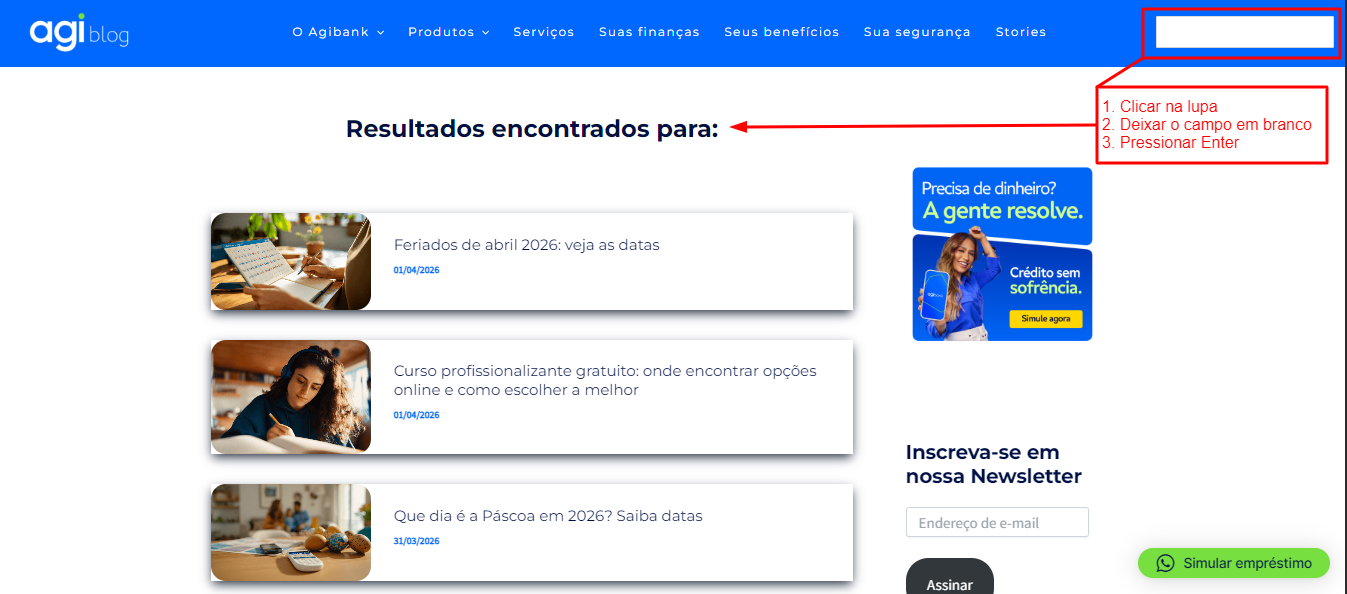 agi blog
O Agibank
Produtos
Serviços
Suas finanças
Seus benefícios
Sua segurança
Stories
1. Clicar na lupa
2. Deixar o campo em branco
3. Pressionar Enter
Resultados encontrados para:
Feriados de abril 2026: veja as datas
01/04/2026
Curso profissionalizante gratuito: onde encontrar opções
online e como escolher a melhor
01/04/2026
Que dia é a Páscoa em 2026? Saiba datas
31/03/2026
Precisa de dinheiro?
A gente resolve.
Crédito sem
sofrência.
Simule agora
Inscreva-se em
nossa Newsletter
Endereço de e-mail
Assinar
Simular empréstimo